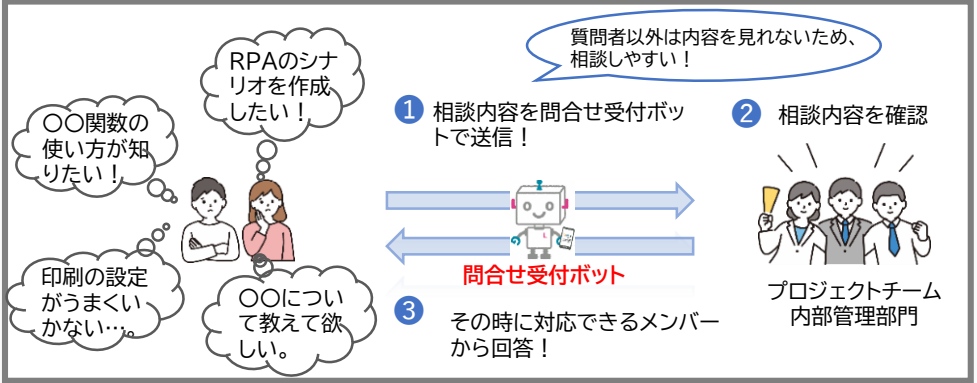 質問者以外は内容を見れないため、
相談しやすい！
RPAのシナ
リオを作成
したい！
〇〇関数の
使い方が知
りたい！
印刷の設定
がうまくい
かない…。
〇〇につい
て教えて欲
しい。
1 相談内容を問合せ受付ボッ
トで送信！
2 相談内容を確認
問合せ受付ボット
3 その時に対応できるメンバー
から回答！
プロジェクトチーム
内部管理部門